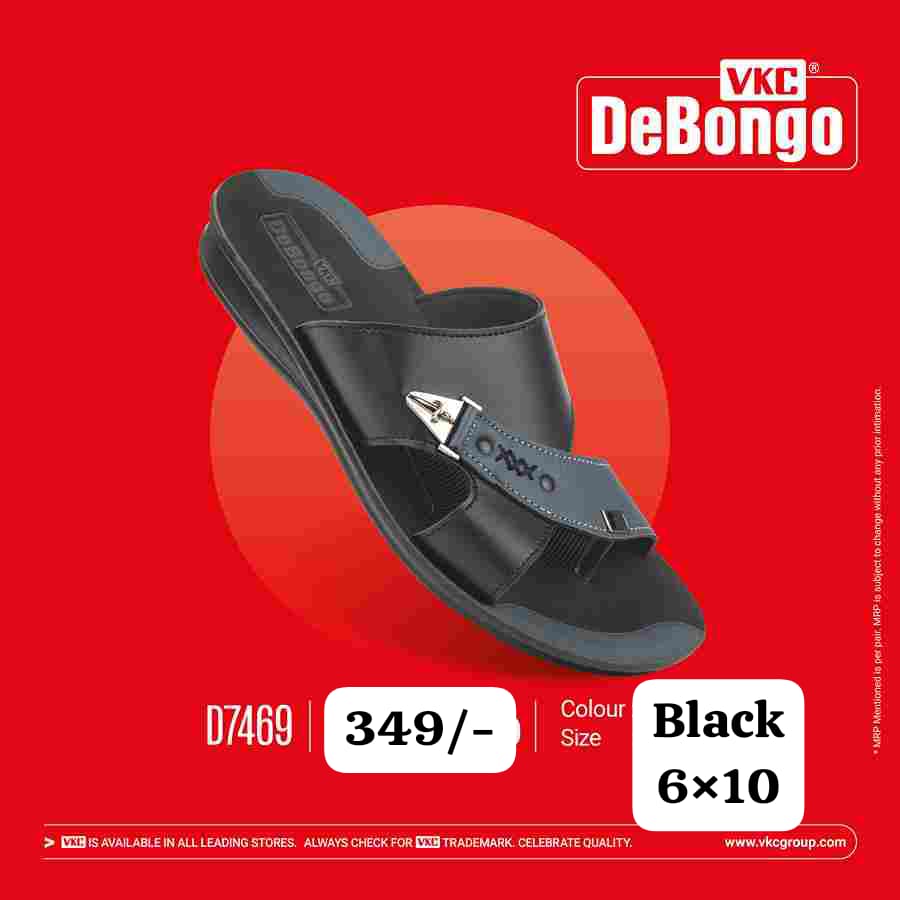 VKC®
DeBongo
DeBongo
VKC
D7469
349/-
Colour
Size
Black
6×10
* MRP Mentioned is per pair. MRP is subject to change without any prior intimation.
> VKC IS AVAILABLE IN ALL LEADING STORES. ALWAYS CHECK FOR VKC TRADEMARK. CELEBRATE QUALITY.
www.vkcgroup.com